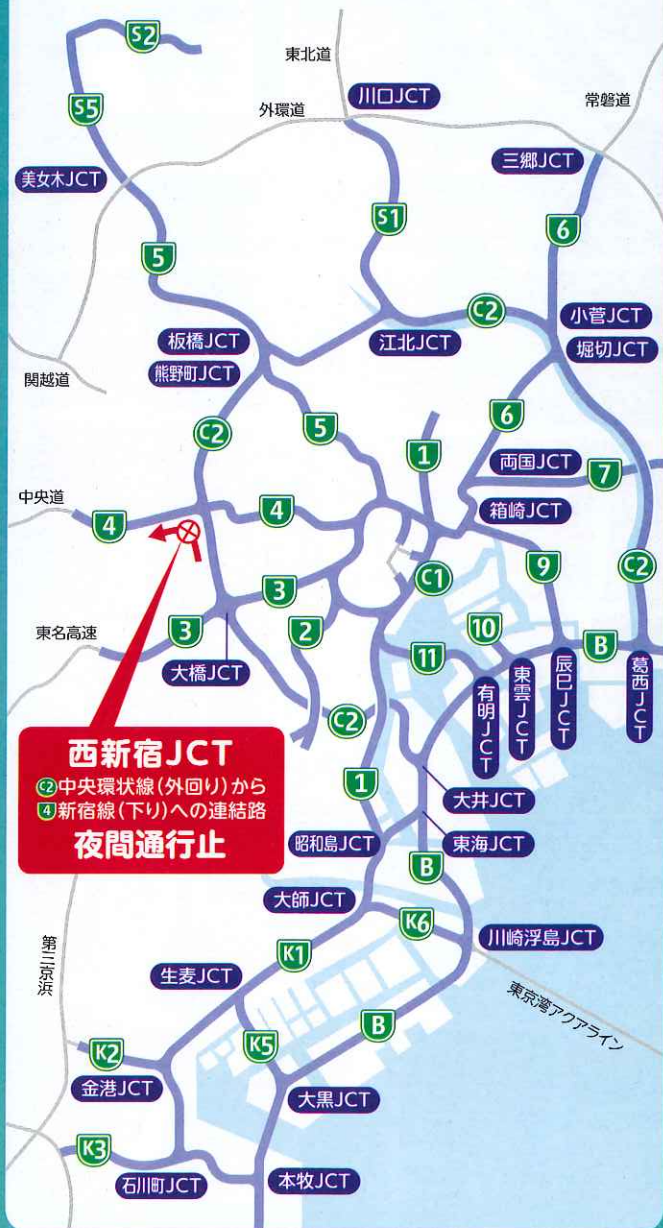 S2
東北道
川口JCT
S5
外環道
常磐道
美女木JCT
三郷JCT
S1
6
5
C2
小菅JCT
板橋JCT
江北JCT
堀切JCT
熊野町JCT
関越道
C2
5
1
6
両国JCT
7
中央道
4
4
箱崎JCT
3
C1
9
C2
東名高速
3
2
10
B
大橋JCT
11
有明JCT
東雲JCT
辰巳JCT
葛西JCT
C2
西新宿JCT
C2中央環状線(外回り)から
4新宿線(下り)への連結路
夜間通行止
1
大井JCT
昭和島JCT
東海JCT
B
大師JCT
K6
第三京浜
K1
川崎浮島JCT
生麦JCT
東京湾アクアライン
B
K2
K5
金港JCT
大黒JCT
K3
石川町JCT
本牧JCT